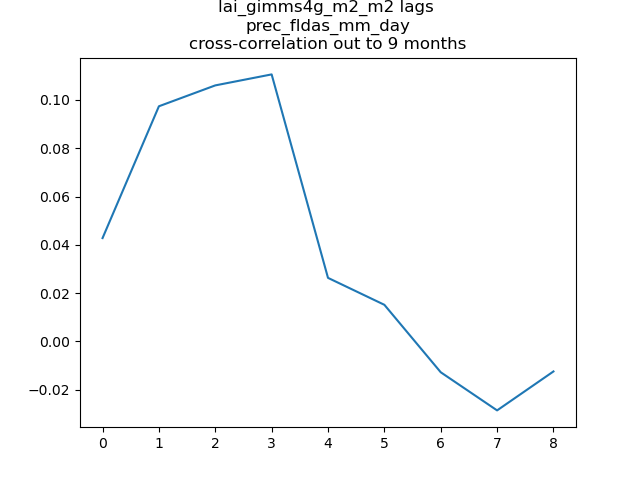 lai_gimms4g_m2_m2 lags
prec_fldas_mm_day
cross-correlation out to 9 months
0.10
0.08
0.06
0.04
0.02
0.00
−0.02
0 1 2 3 4 5 6 7 8